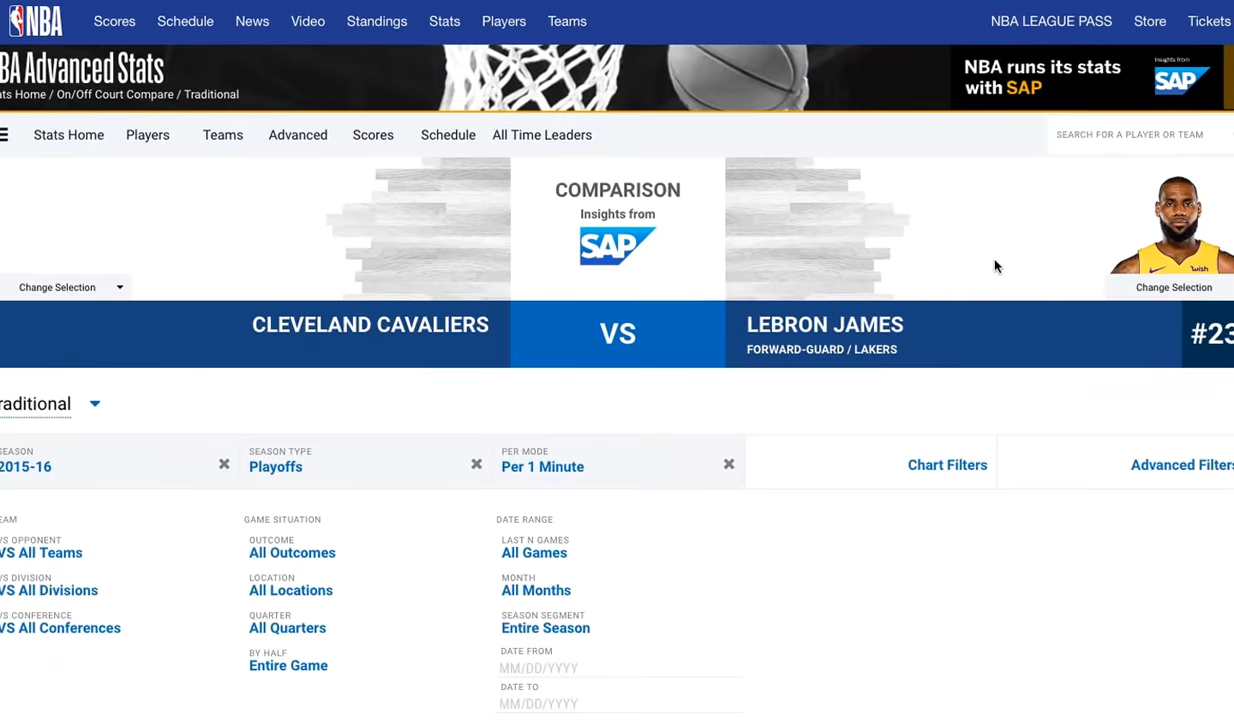 NBA Scores Schedule News Video Standings Stats Players Teams NBA LEAGUE PASS Store Tickets
BA Advanced Stats
ats Home / On/Off Court Compare / Traditional
Insights from
NBA runs its stats
with SAP
SAP
Stats Home Players Teams Advanced Scores Schedule All Time Leaders SEARCH FOR A PLAYER OR TEAM
COMPARISON
Insights from
SAP
wish
Change Selection
Change Selection
CLEVELAND CAVALIERS VS LEBRON JAMES
FORWARD-GUARD / LAKERS
#23
raditional
SEASON SEASON TYPE PER MODE
2015-16 Playoffs Per 1 Minute Chart Filters Advanced Filters
EAM GAME SITUATION DATE RANGE
VS OPPONENT OUTCOME LAST N GAMES
VS All Teams All Outcomes All Games
VS DIVISION LOCATION MONTH
VS All Divisions All Locations All Months
VS CONFERENCE QUARTER SEASON SEGMENT
VS All Conferences All Quarters Entire Season
BY HALF DATE FROM
Entire Game MM/DD/YYYY
DATE TO
MM/DD/YYYY